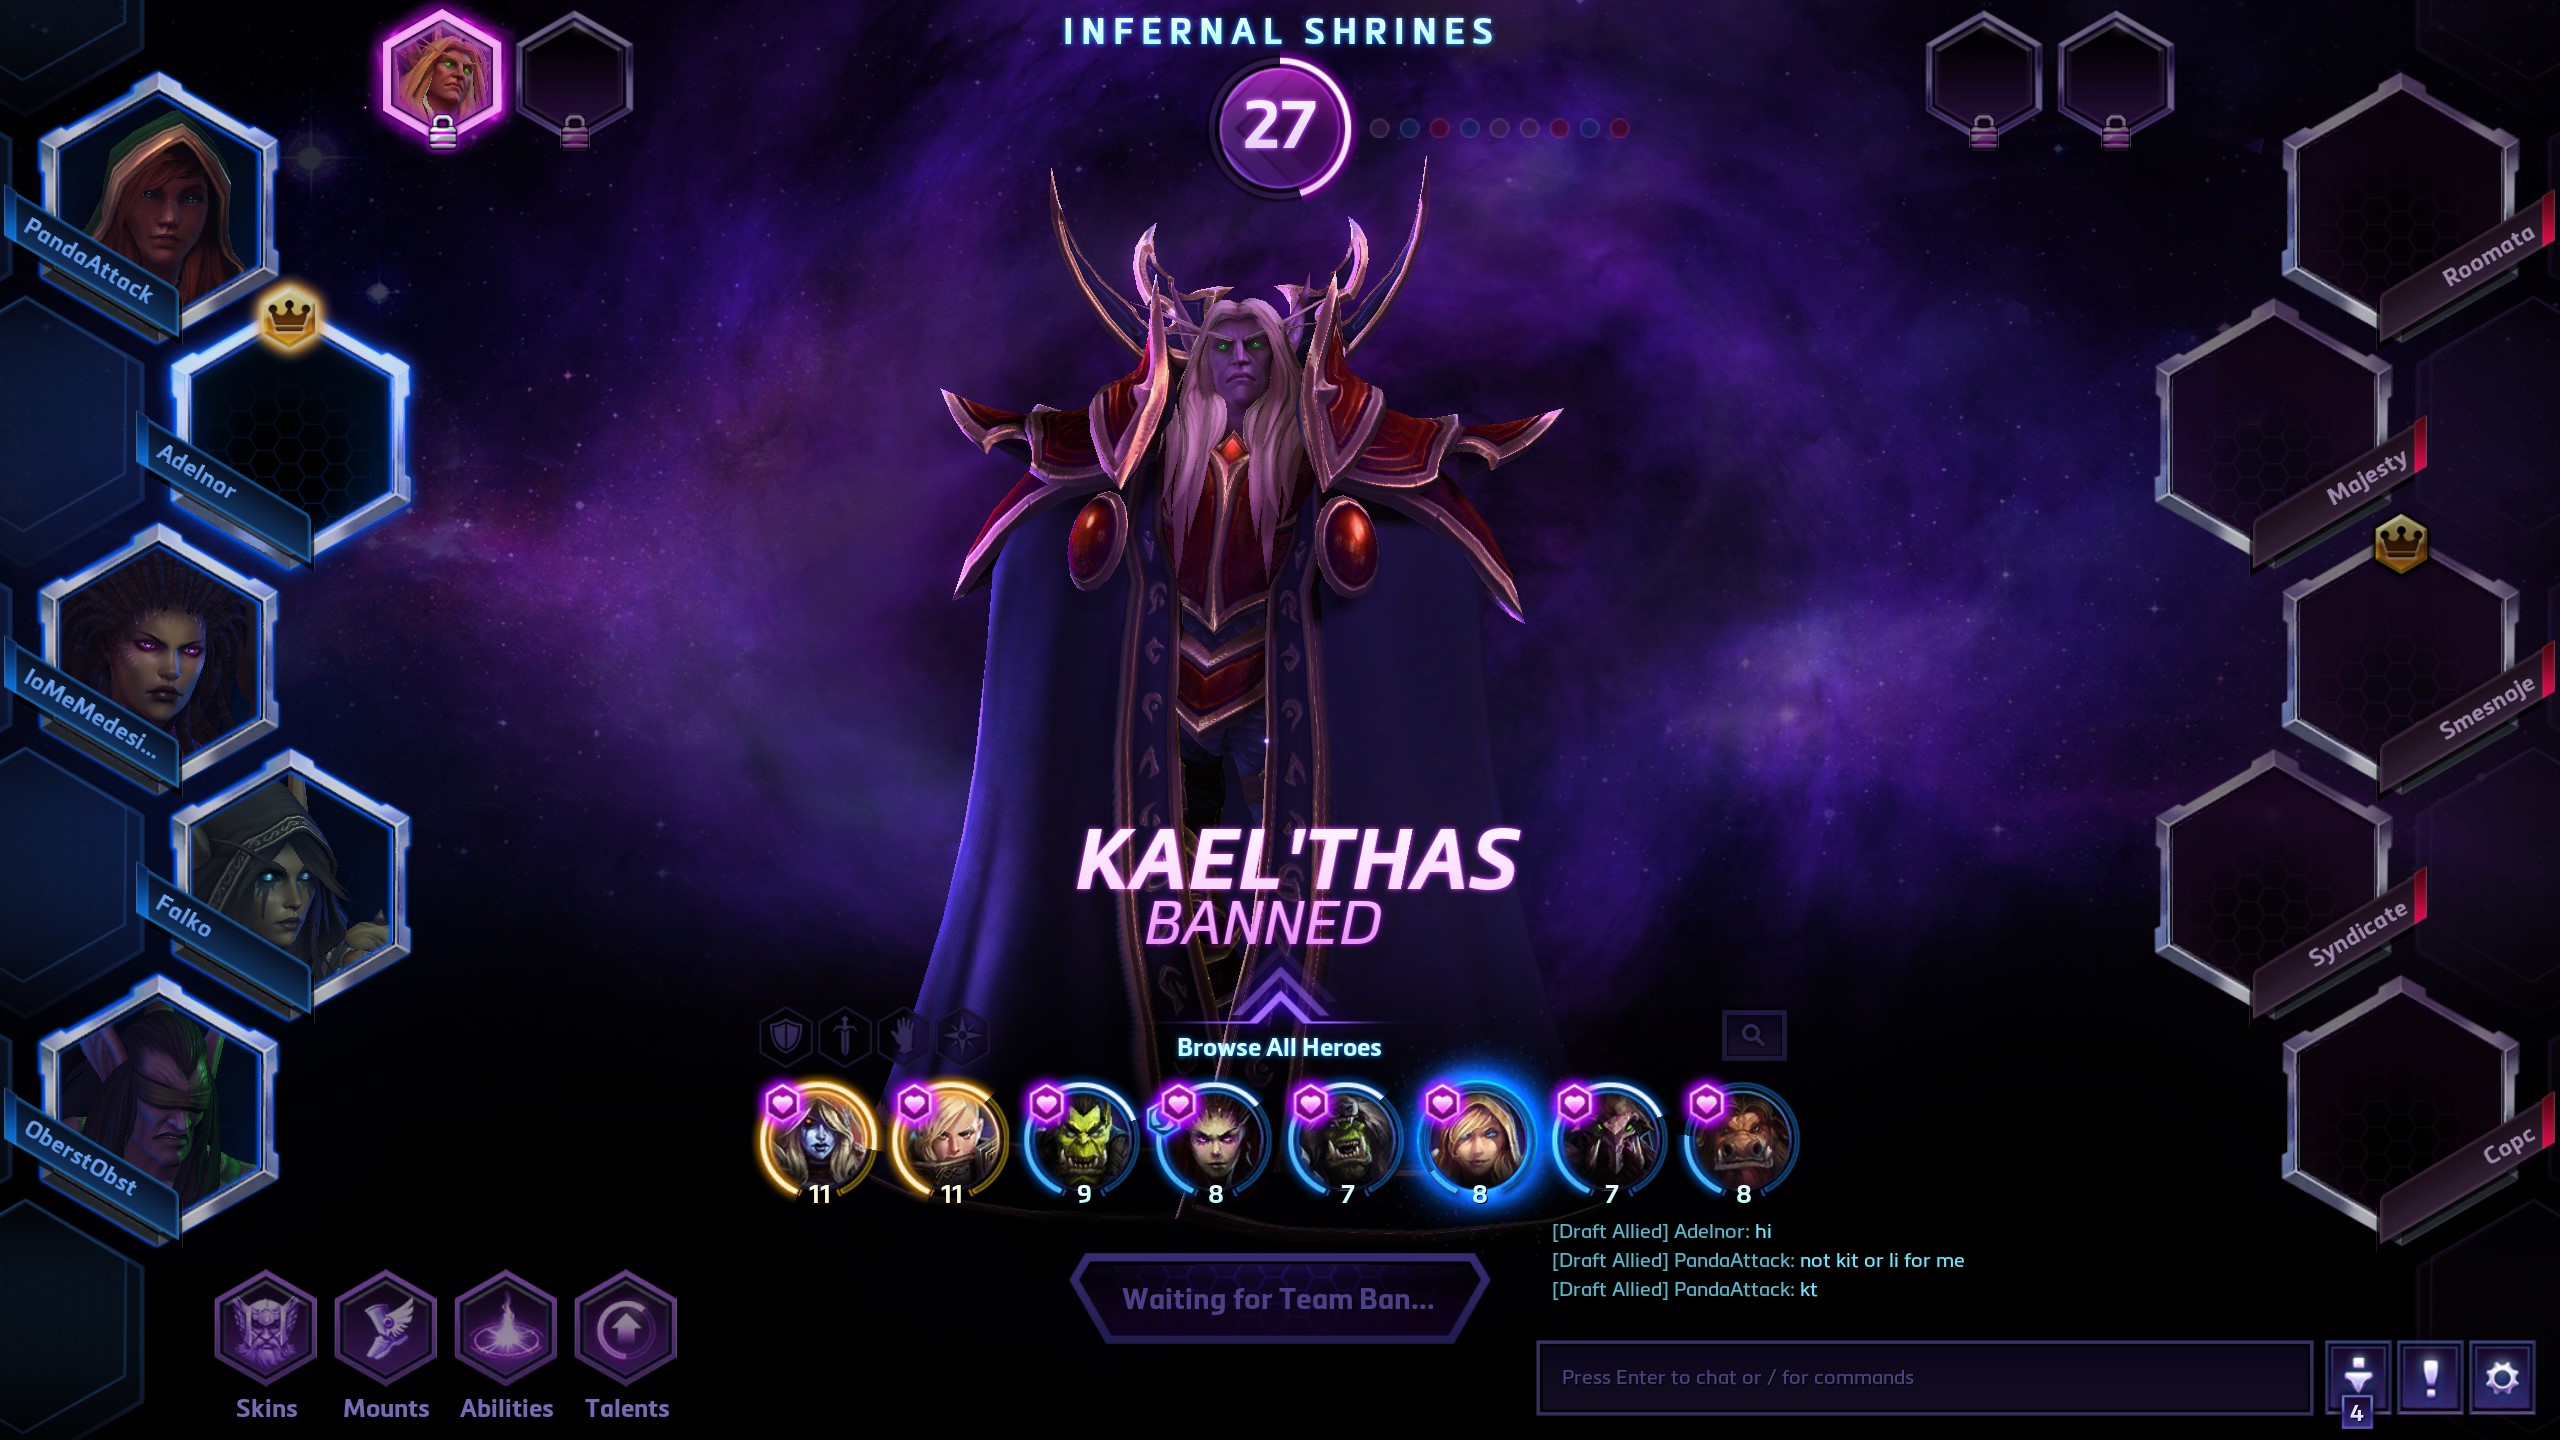 INFERNAL SHRINES
27
PandaAttack
Adelnor
IoMeMedesi...
Falko
OberstObst
Roomata
Majesty
Smesnoje
Syndicate
Copc
KAEL'THAS
BANNED
Browse All Heroes
11 11 9 8 7 8 7 8
[Draft Allied] Adelnor: hi
[Draft Allied] PandaAttack: not kit or li for me
[Draft Allied] PandaAttack: kt
Waiting for Team Ban...
Press Enter to chat or / for commands
4
Skins Mounts Abilities Talents